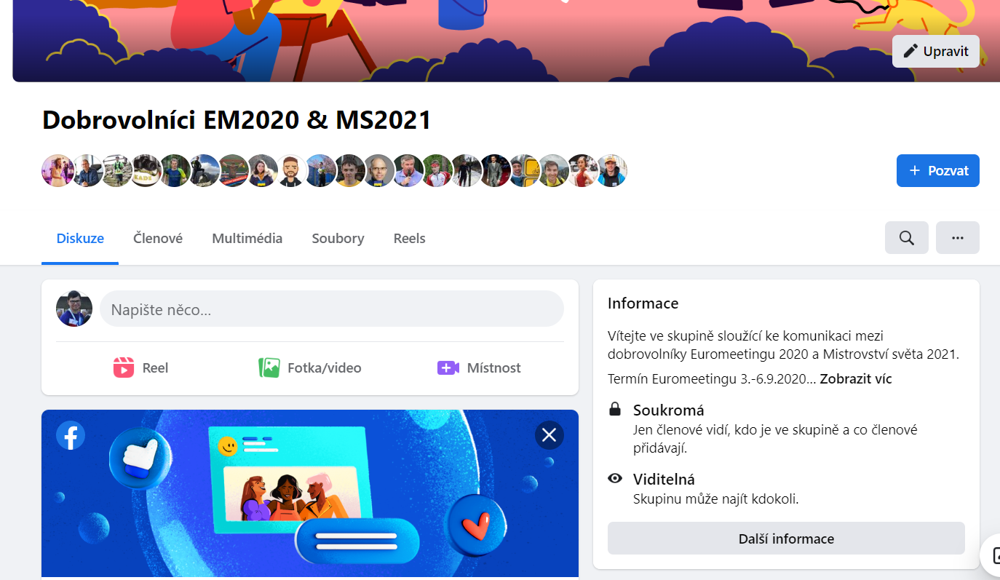 Upravit
Dobrovolníci EM2020 & MS2021
KADE
Pozvat
Diskuze
Členové
Multimédia
Soubory
Reels
Napište něco...
Reel
Fotka/video
Místnost
Informace
Vítejte ve skupině sloužící ke komunikaci mezi
dobrovolníky Euromeetingu 2020 a Mistrovství světa 2021.
Termín Euromeetingu 3.-6.9.2020... Zobrazit víc
Soukromá
Jen členové vidí, kdo je ve skupině a co členové
přidávají.
Viditelná
Skupinu může najít kdokoli.
Další informace